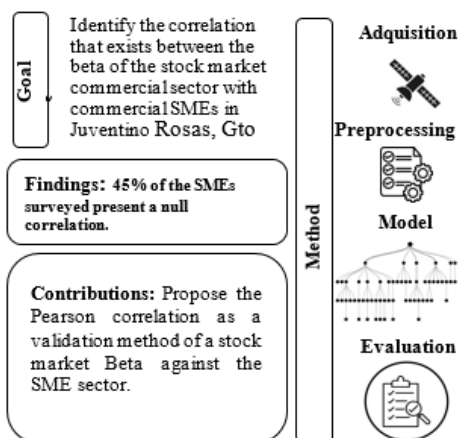 Goal
Identify the correlation
that exists between the
beta of the stock market
commercial sector with
commercial SMEs in
Juventino Rosas, Gto
Findings: 45% of the SMEs
surveyed present a null
correlation.
Contributions: Propose the
Pearson correlation as a
validation method of a stock
market Beta against the
SME sector.
Method
Adquisition
Preprocessing
Model
Evaluation